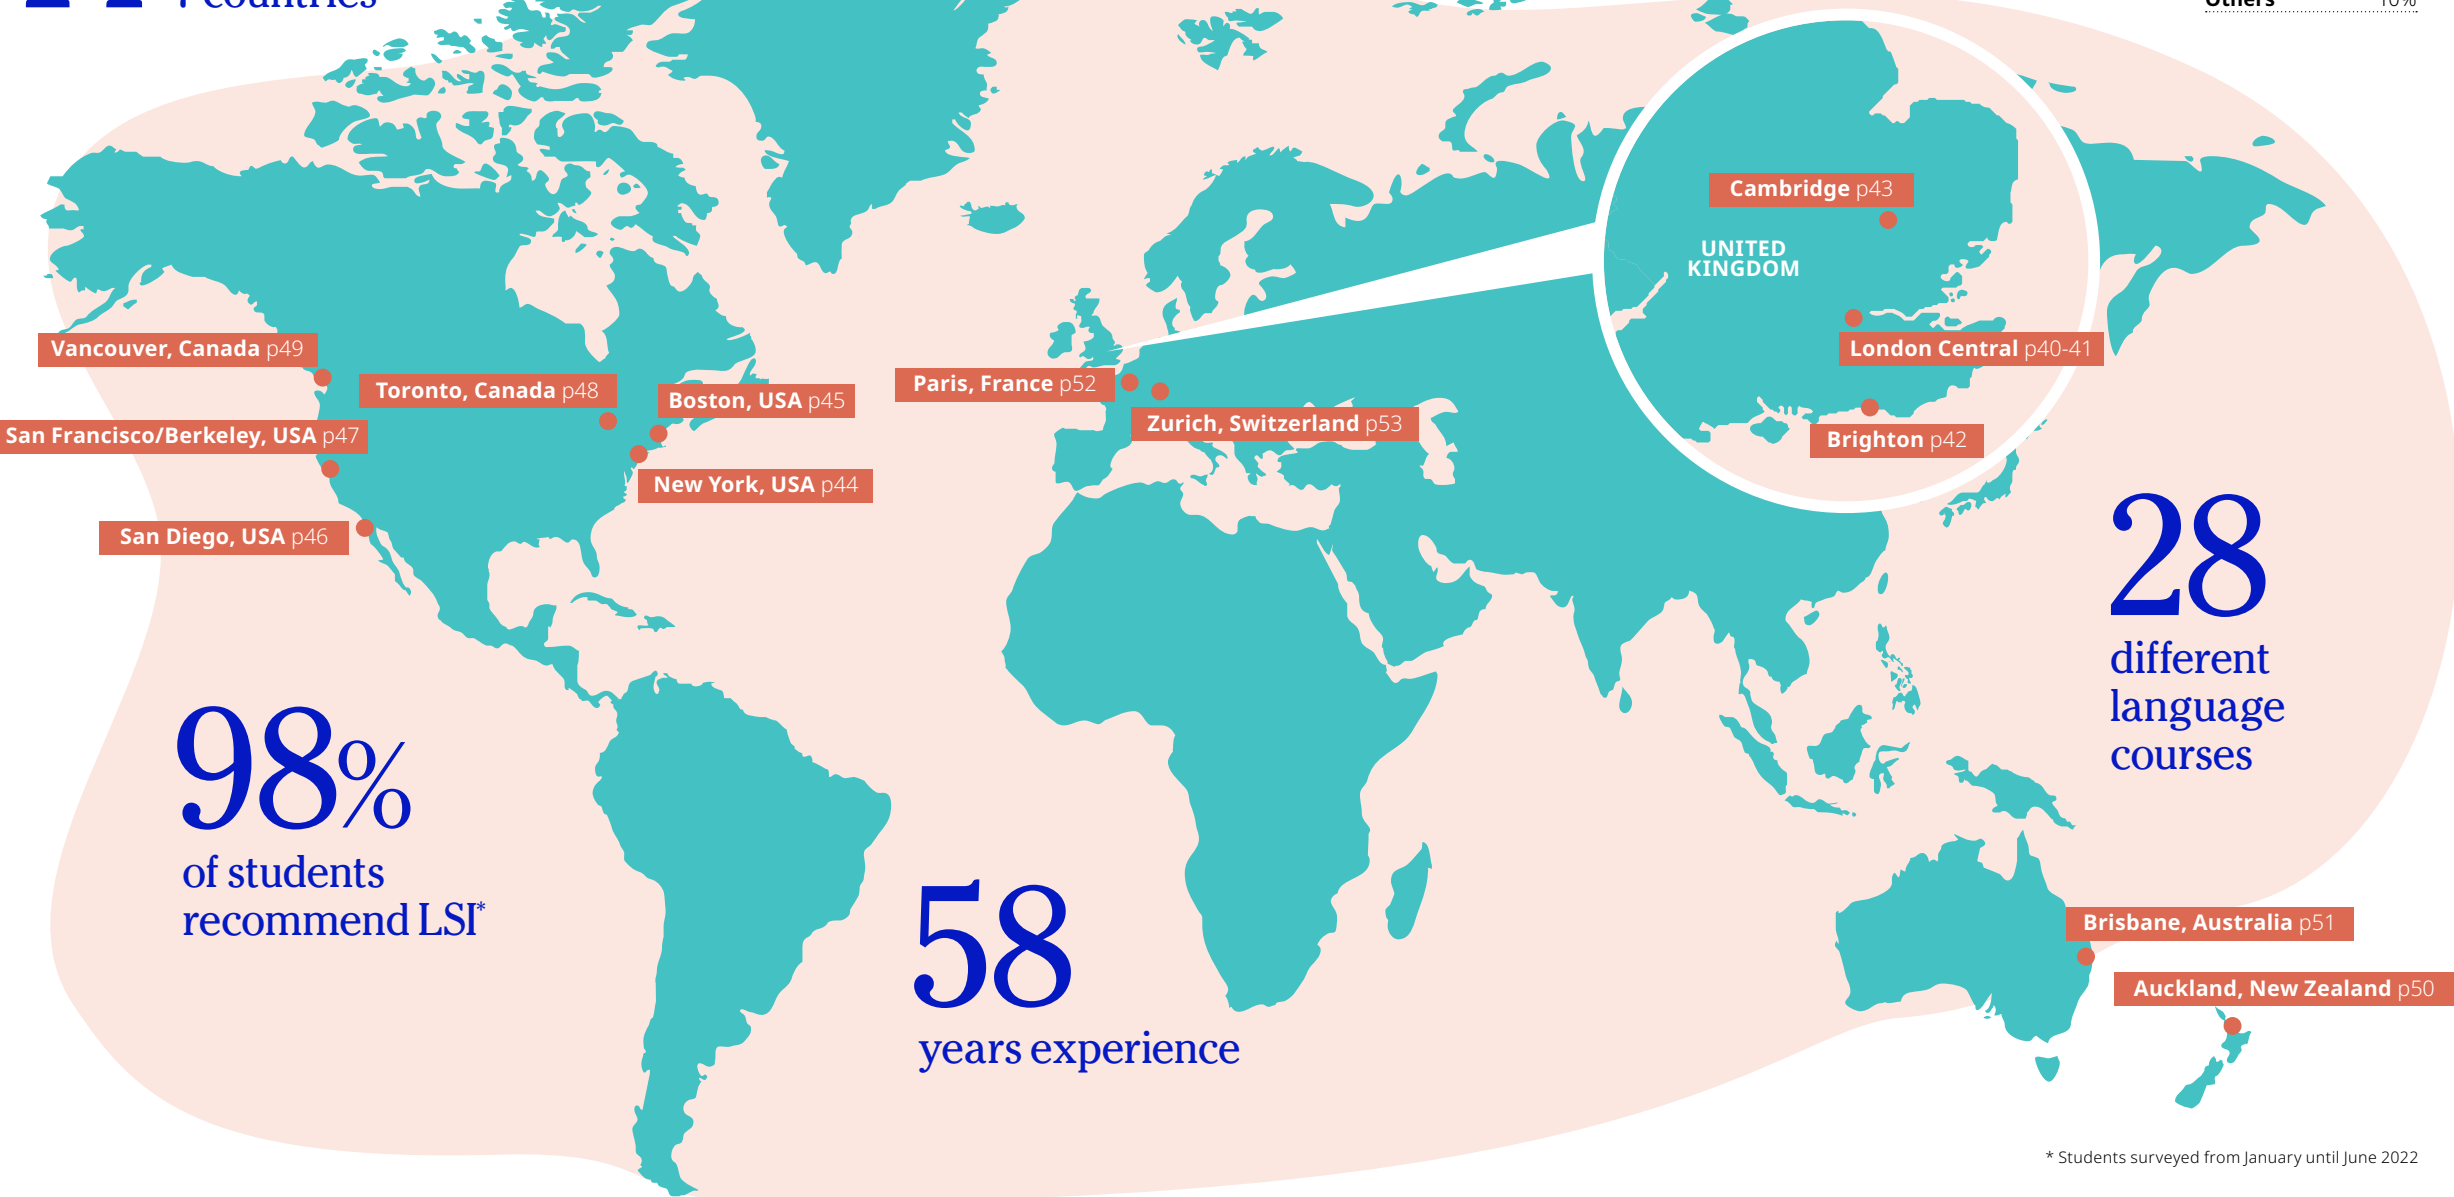 countries
Others 10%
Cambridge p43
UNITED
KINGDOM
London Central p40-41
Brighton p42
Vancouver, Canada p49
Toronto, Canada p48
Boston, USA p45
San Francisco/Berkeley, USA p47
New York, USA p44
San Diego, USA p46
Paris, France p52
Zurich, Switzerland p53
28
different
language
courses
98%
of students
recommend LSI*
58
years experience
Brisbane, Australia p51
Auckland, New Zealand p50
* Students surveyed from January until June 2022